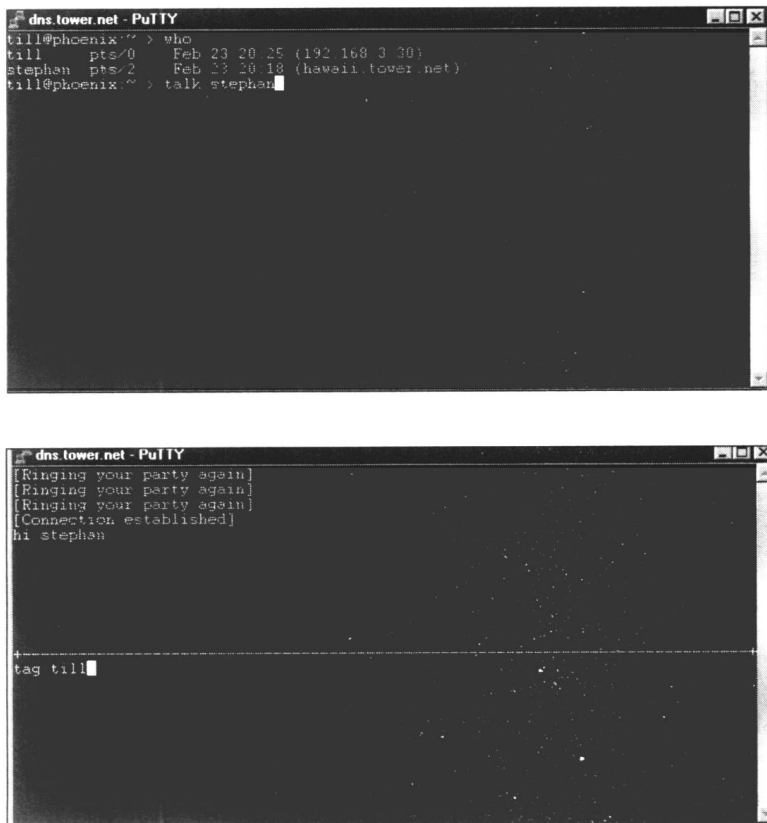 dns.tower.net - PuTTY
till@phoenix:~ > who
till pts/0 Feb 23 20:25 (192.168.3.30)
stephan pts/2 Feb 23 20:18 (hawaii.tower.net)
till@phoenix:~ > talk stephan
dns.tower.net - PuTTY
[Ringing your party again]
[Ringing your party again]
[Ringing your party again]
[Connection established]
hi stephan
tag till